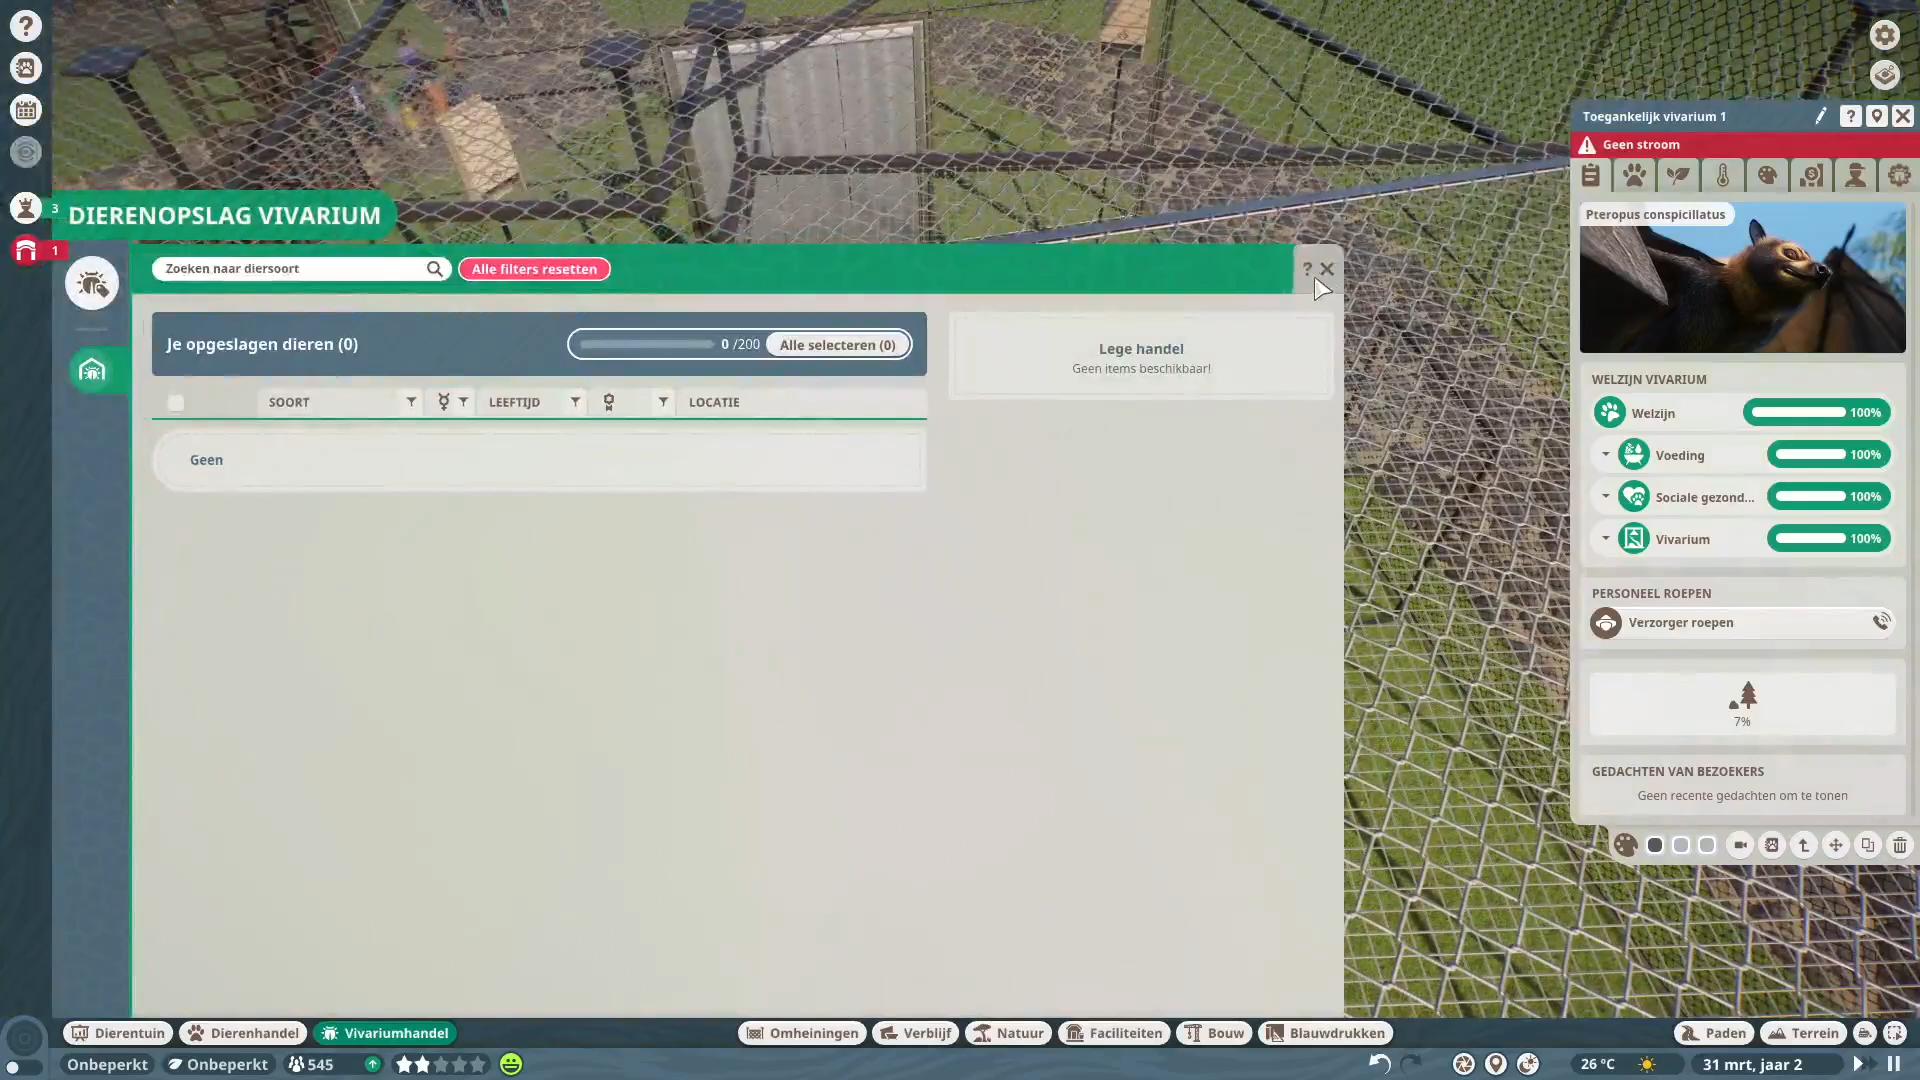 ?
3
1
DIERENOPSLAG VIVARIUM
Zoeken naar diersoort
Alle filters resetten
? 
Je opgeslagen dieren (0)
0 /200
Alle selecteren (0)
SOORT
LEEFTIJD
LOCATIE
Geen
Lege handel
Geen items beschikbaar!
Toegankelijk vivarium 1
?
Geen stroom
Pteropus conspicillatus
WELZIJN VIVARIUM
Welzijn 100%
Voeding 100%
Sociale gezond... 100%
Vivarium 100%
PERSONEEL ROEPEN
Verzorger roepen
7%
GEDACHTEN VAN BEZOEKERS
Geen recente gedachten om te tonen
Dierentuin
Dierenhandel
Vivariumhandel
Omheiningen
Verblijf
Natuur
Faciliteiten
Bouw
Blauwdrukken
Paden
Terrein
Onbeperkt
Onbeperkt
545
26 °C
31 mrt, jaar 2